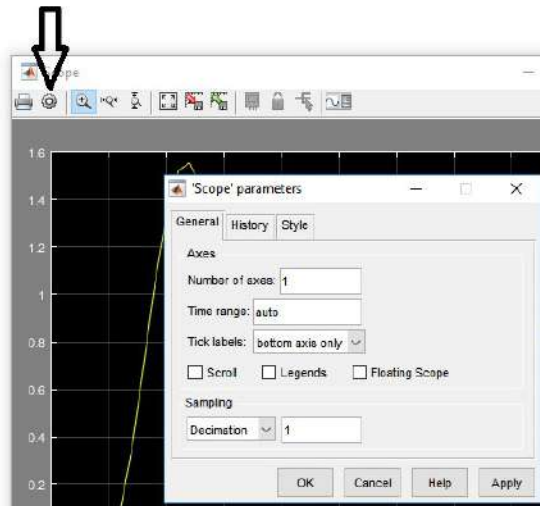 Scope
1.6
1.4
1.2
1
0.8
0.6
0.4
0.2
'Scope' parameters
General History Style
Axes
Number of axes: 1
Time range: auto
Tick labels: bottom axis only
Scroll Legends Floating Scope
Sampling
Decimation 1
OK Cancel Help Apply